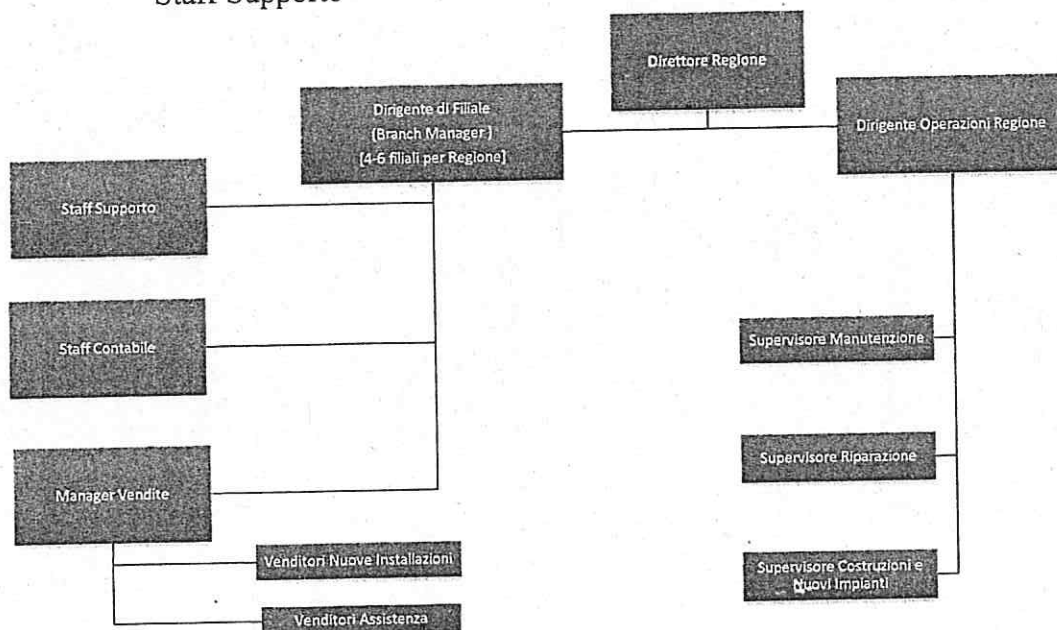 Staff Supporto
Direttore Regione
Dirigente di Filiale
(Branch Manager)
[4-6 filiali per Regione]
Dirigente Operazioni Regione
Staff Supporto
Staff Contabile
Supervisore Manutenzione
Supervisore Riparazione
Manager Vendite
Venditori Nuove Installazioni
Supervisore Costruzioni e
Nuovi Impianti
Venditori Assistenza